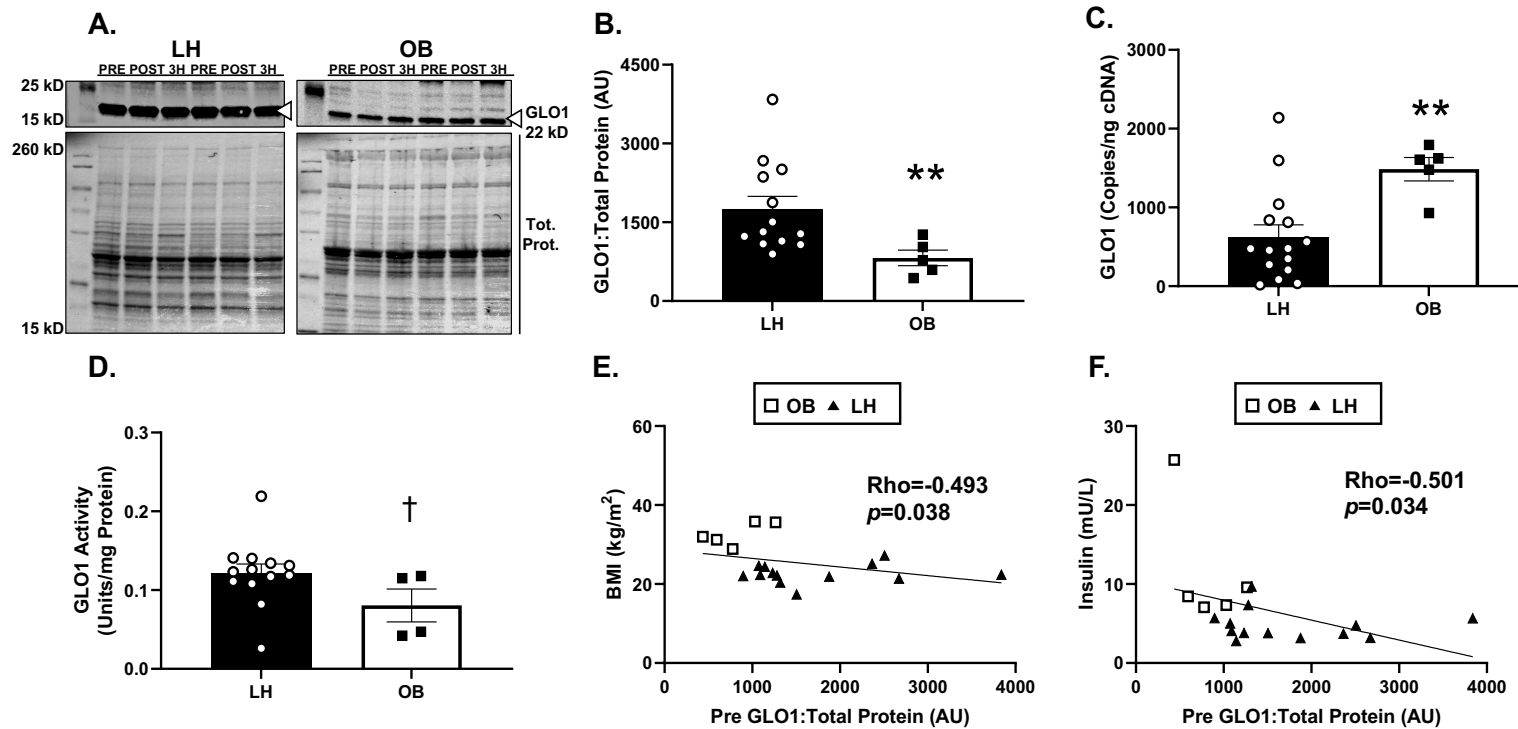 A.
LH
OB
PRE POST 3H PRE POST 3H
PRE POST 3H PRE POST 3H
25 kD
15 kD
GLO1
22 kD
260 kD
Tot.
Prot.
15 kD
B.
GLO1:Total Protein (AU)
4500
3000
1500
0
**
LH
OB
C.
GLO1 (Copies/ng cDNA)
3000
2000
1000
0
**
LH
OB
D.
GLO1 Activity
(Units/mg Protein)
0.3
0.2
0.1
0.0
†
LH
OB
E.
OB LH
BMI (kg/m²)
60
40
20
0
Rho=-0.493
p=0.038
0 1000 2000 3000 4000
Pre GLO1:Total Protein (AU)
F.
OB LH
Insulin (mU/L)
30
20
10
0
Rho=-0.501
p=0.034
0 1000 2000 3000 4000
Pre GLO1:Total Protein (AU)